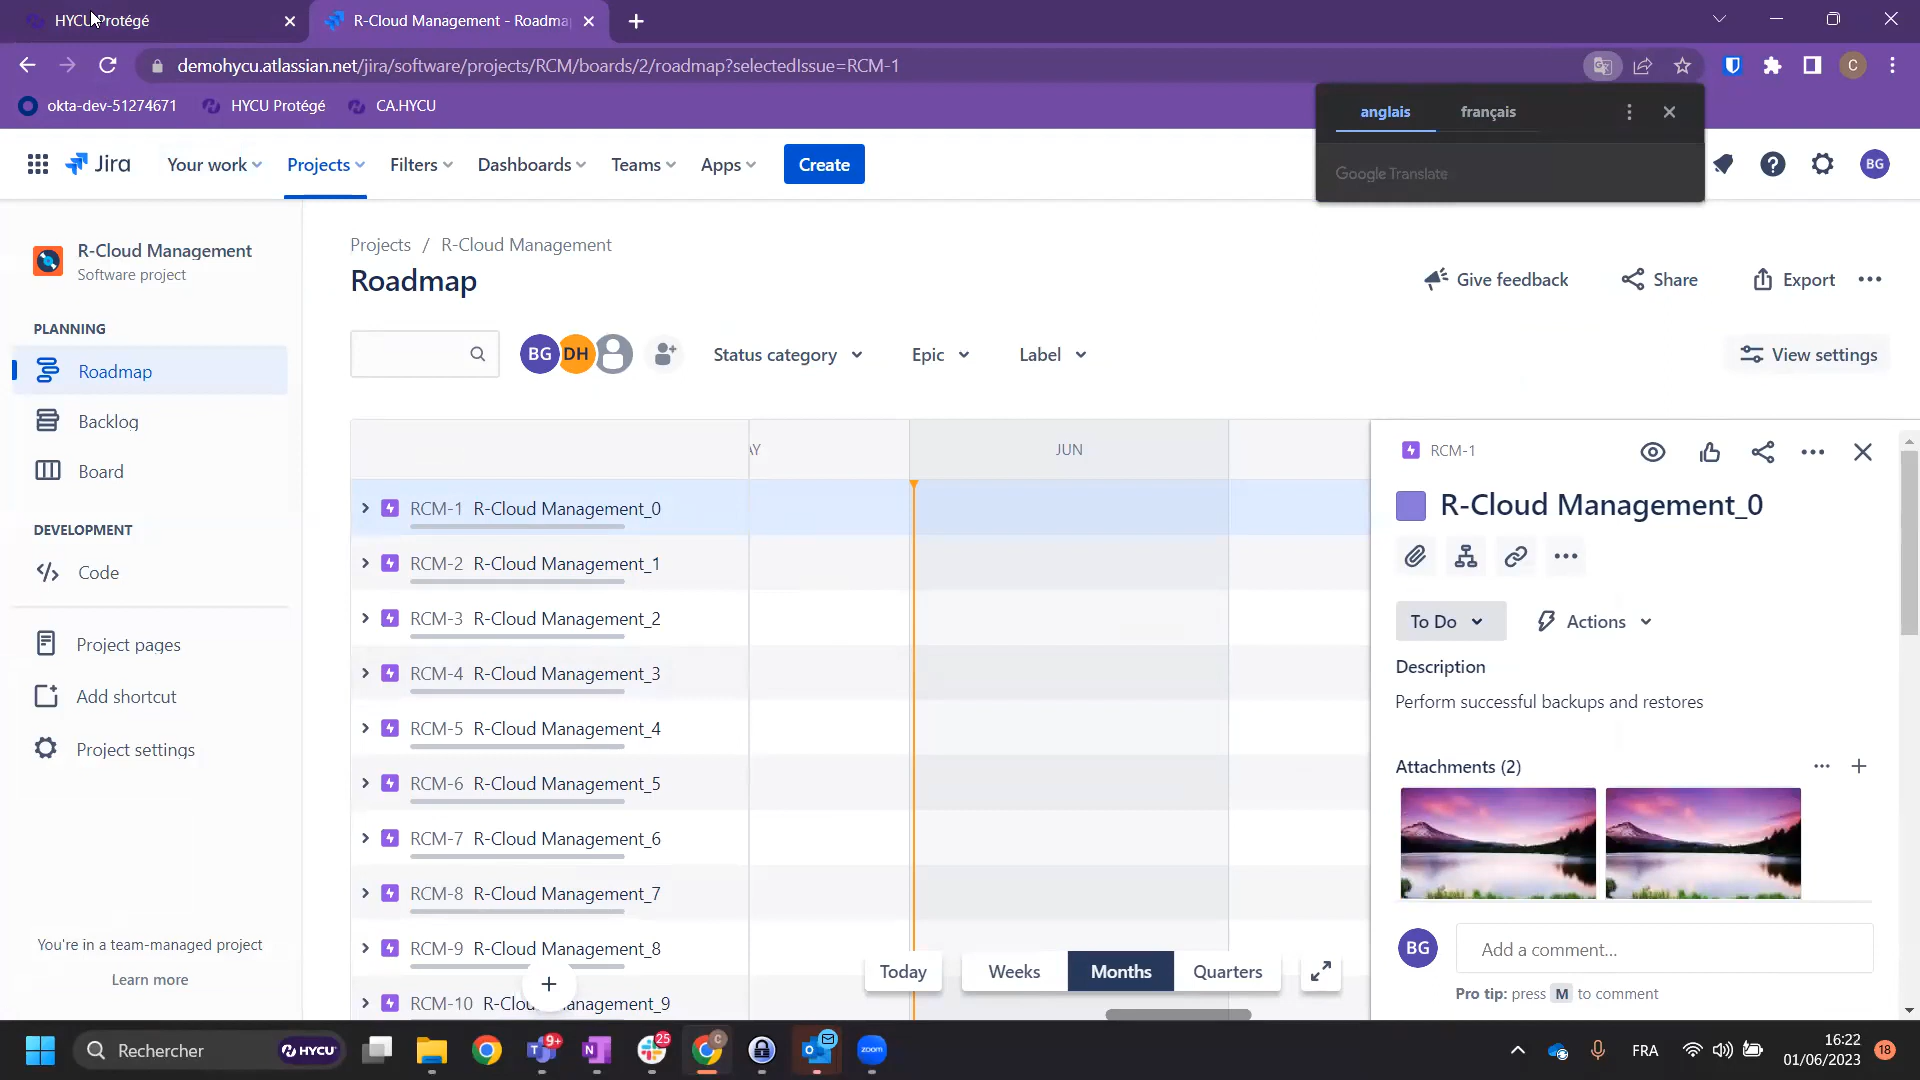 HYCU Protégé
R-Cloud Management - Roadma
demohycu.atlassian.net/jira/software/projects/RCM/boards/2/roadmap?selectedIssue=RCM-1
C
okta-dev-51274671
HYCU Protégé
CA.HYCU
anglais
français
Google Translate
Jira
Your work
Projects
Filters
Dashboards
Teams
Apps
Create
BG
R-Cloud Management
Software project
PLANNING
Roadmap
Backlog
Board
DEVELOPMENT
Code
Project pages
Add shortcut
Project settings
You're in a team-managed project
Learn more
Projects / R-Cloud Management
Roadmap
Give feedback
Share
Export
BG
DH
Status category
Epic
Label
View settings
AY
JUN
RCM-1 R-Cloud Management_0
RCM-2 R-Cloud Management_1
RCM-3 R-Cloud Management_2
RCM-4 R-Cloud Management_3
RCM-5 R-Cloud Management_4
RCM-6 R-Cloud Management_5
RCM-7 R-Cloud Management_6
RCM-8 R-Cloud Management_7
RCM-9 R-Cloud Management_8
RCM-10 R-Clou agement_9
Today
Weeks
Months
Quarters
RCM-1
R-Cloud Management_0
To Do
Actions
Description
Perform successful backups and restores
Attachments (2)
BG
Add a comment...
Pro tip: press M to comment
Rechercher
HYCU
9+
25
C
zoom
FRA
16:22
01/06/2023
18